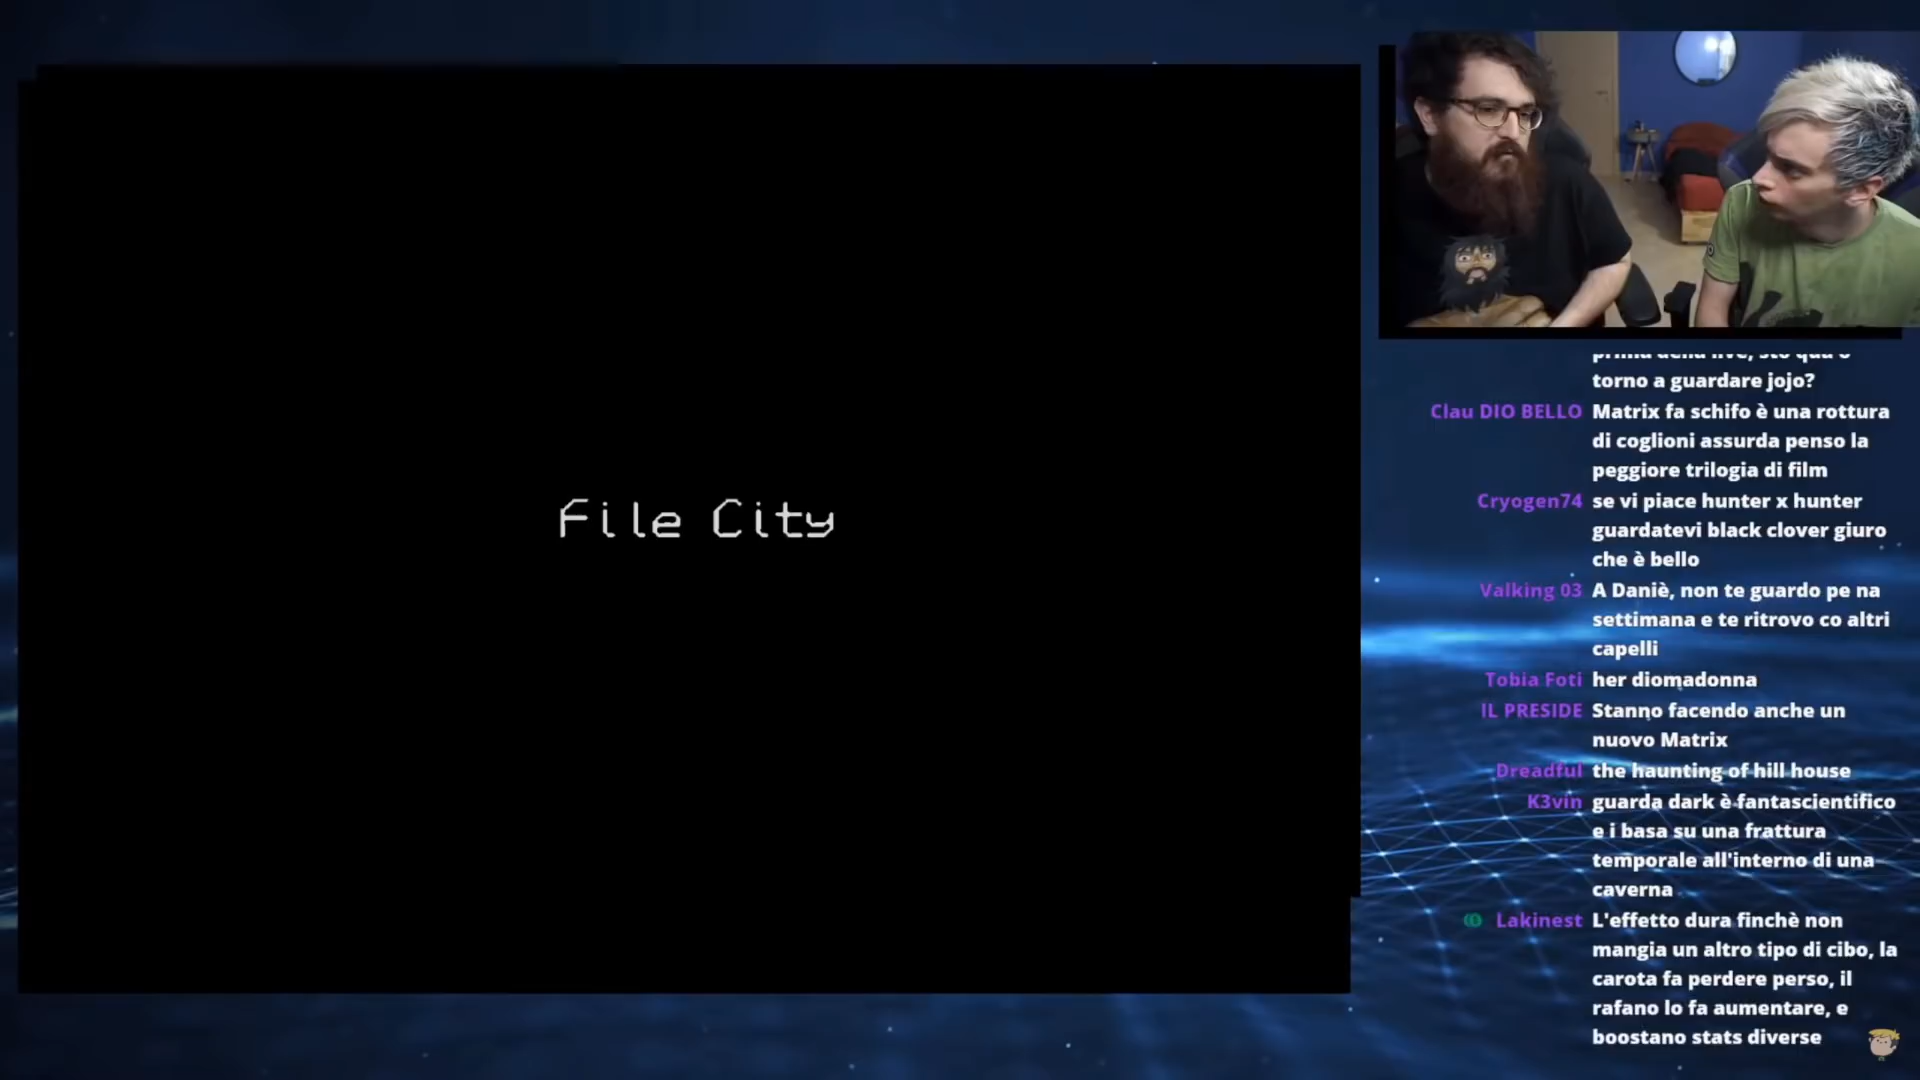 File City
torno a guardare jojo?
Clau DIO BELLO Matrix fa schifo è una rottura
di coglioni assurda penso la
peggiore trilogia di film
Cryogen74 se vi piace hunter x hunter
guardatevi black clover giuro
che è bello
Valking 03 A Daniè, non te guardo pe na
settimana e te ritrovo co altri
capelli
Tobia Foti her diomadonna
IL PRESIDE Stanno facendo anche un
nuovo Matrix
Dreadful the haunting of hill house
K3vin guarda dark è fantascientifico
e i basa su una frattura
temporale all'interno di una
caverna
Lakinest L'effetto dura finchè non
mangia un altro tipo di cibo, la
carota fa perdere perso, il
rafano lo fa aumentare, e
boostano stats diverse